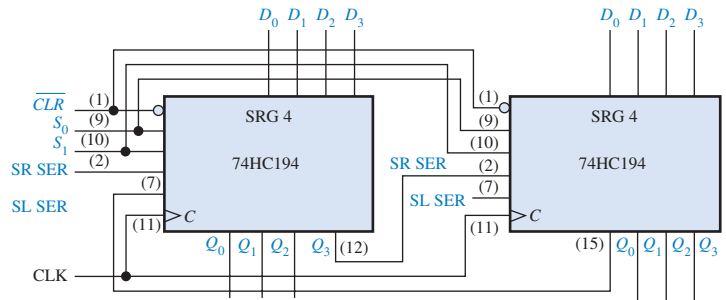 D0 D1 D2 D3 D0 D1 D2 D3
CLR (1) (1)
S0 (9) SRG 4 (9) SRG 4
S1 (10) (10)
SR SER (2) 74HC194 SR SER (2) 74HC194
(7) (7)
SL SER SL SER
(11) C (11) C
Q0 Q1 Q2 Q3 (12) (15) Q0 Q1 Q2 Q3
CLK